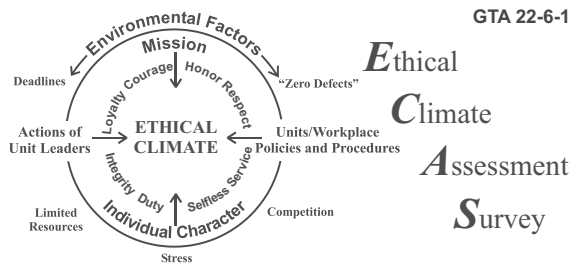 GTA 22-6-1
Environmental Factors
Mission
Deadlines
“Zero Defects”
Loyalty Courage
Honor Respect
Actions of
Unit Leaders
ETHICAL
CLIMATE
Units/Workplace
Policies and Procedures
Integrity Duty
Selfless Service
Limited
Resources
Individual Character
Competition
Stress
Ethical
Climate
Assessment
Survey